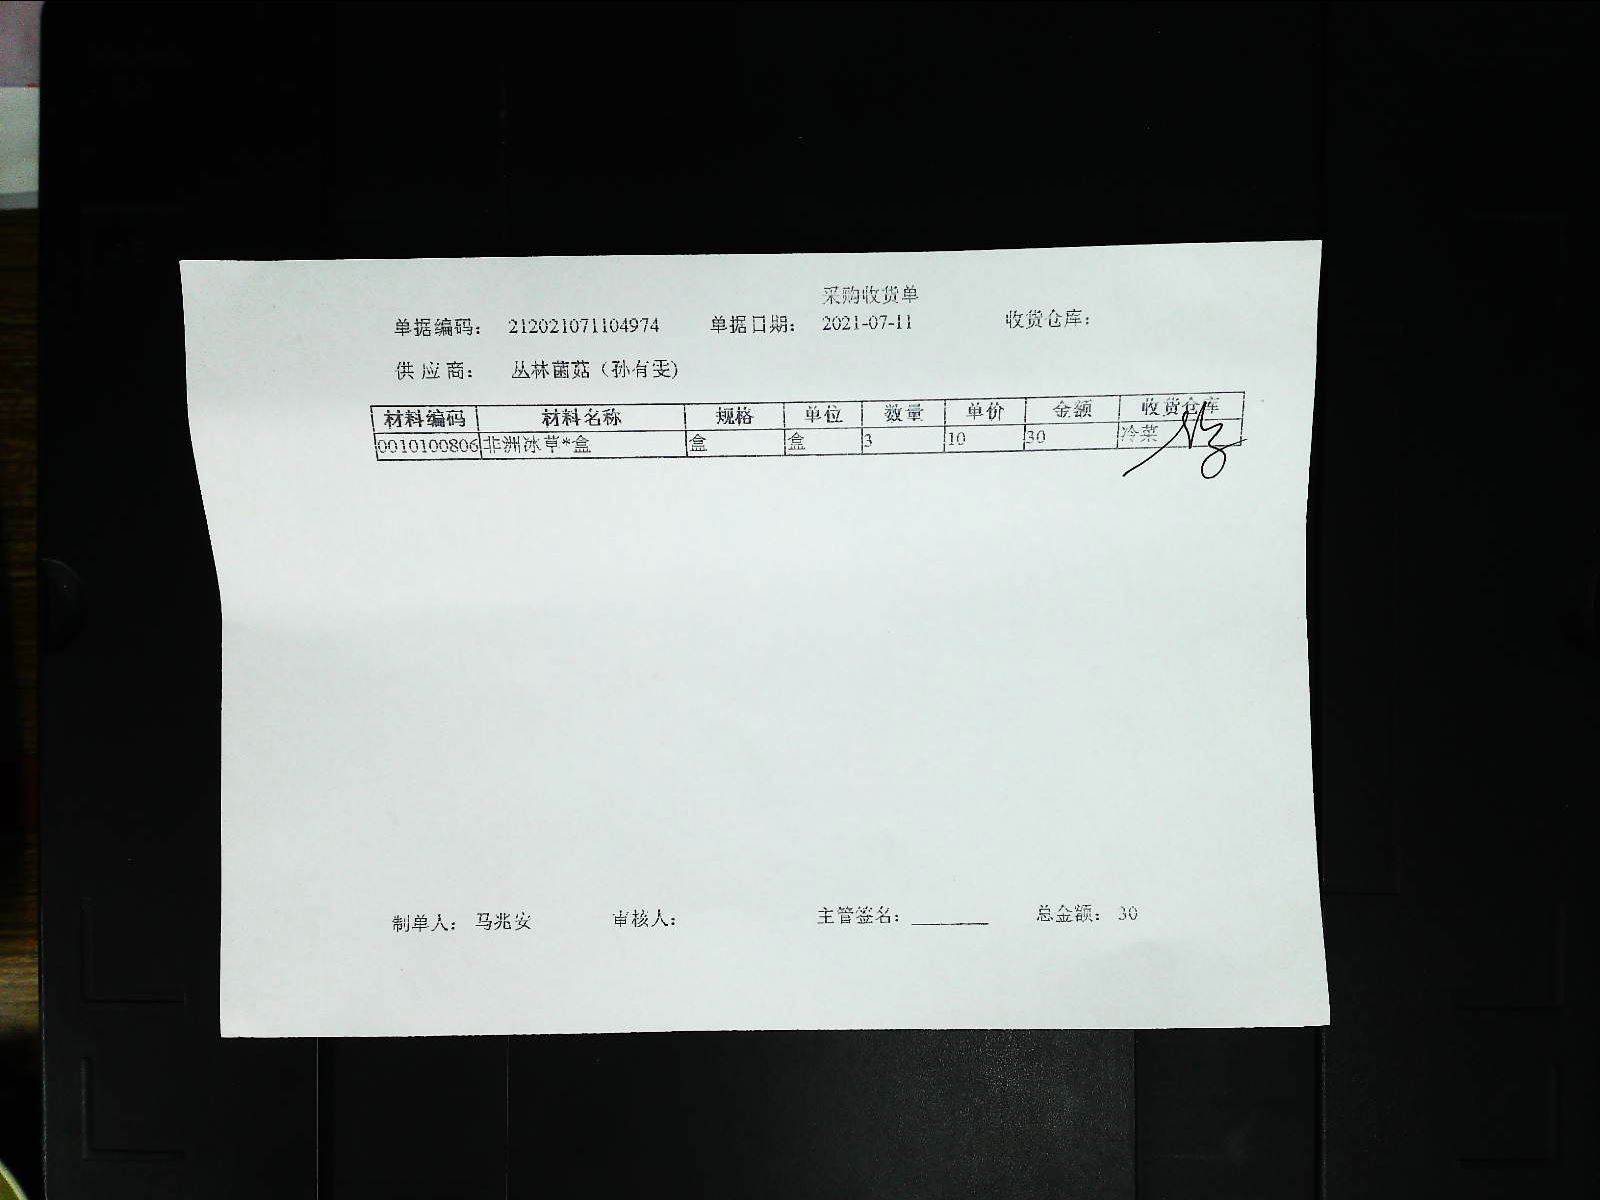 采购收货单
单据编码： 212021071104974 单据日期： 2021-07-11 收货仓库：
供 应 商： 丛林菌菇（孙有雯）
材料编码 材料名称 规格 单位 数量 单价 金额 收货仓库
0010100806 非洲冰草*盒 盒 盒 3 10 30 冷菜
制单人： 马兆安 审核人： 主管签名： ________ 总金额： 30